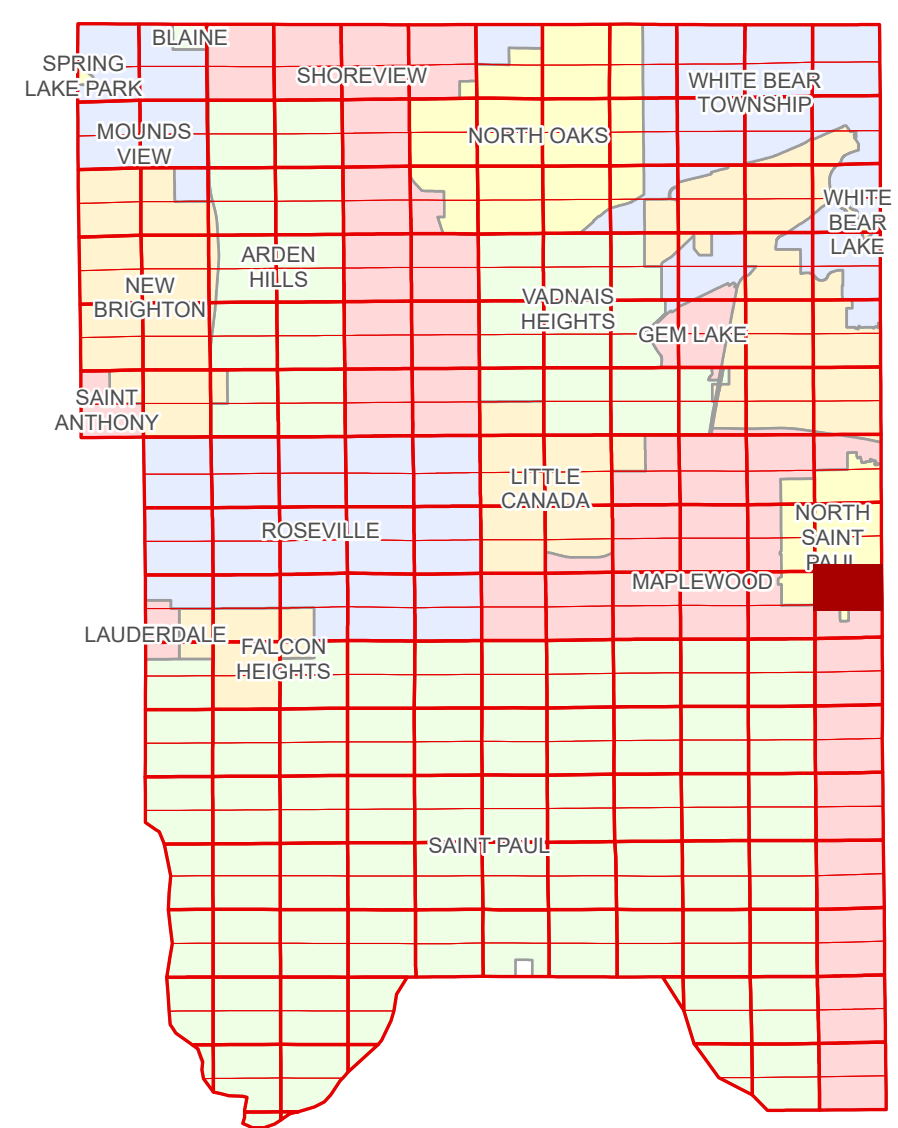 BLAINE
SPRING
LAKE PARK
SHOREVIEW
WHITE BEAR
TOWNSHIP
MOUNDS
VIEW
NORTH OAKS
WHITE
BEAR
LAKE
ARDEN
HILLS
NEW
BRIGHTON
VADNAIS
HEIGHTS
GEM LAKE
SAINT
ANTHONY
LITTLE
CANADA
NORTH
SAINT
PAUL
ROSEVILLE
MAPLEWOOD
LAUDERDALE
FALCON
HEIGHTS
SAINT PAUL